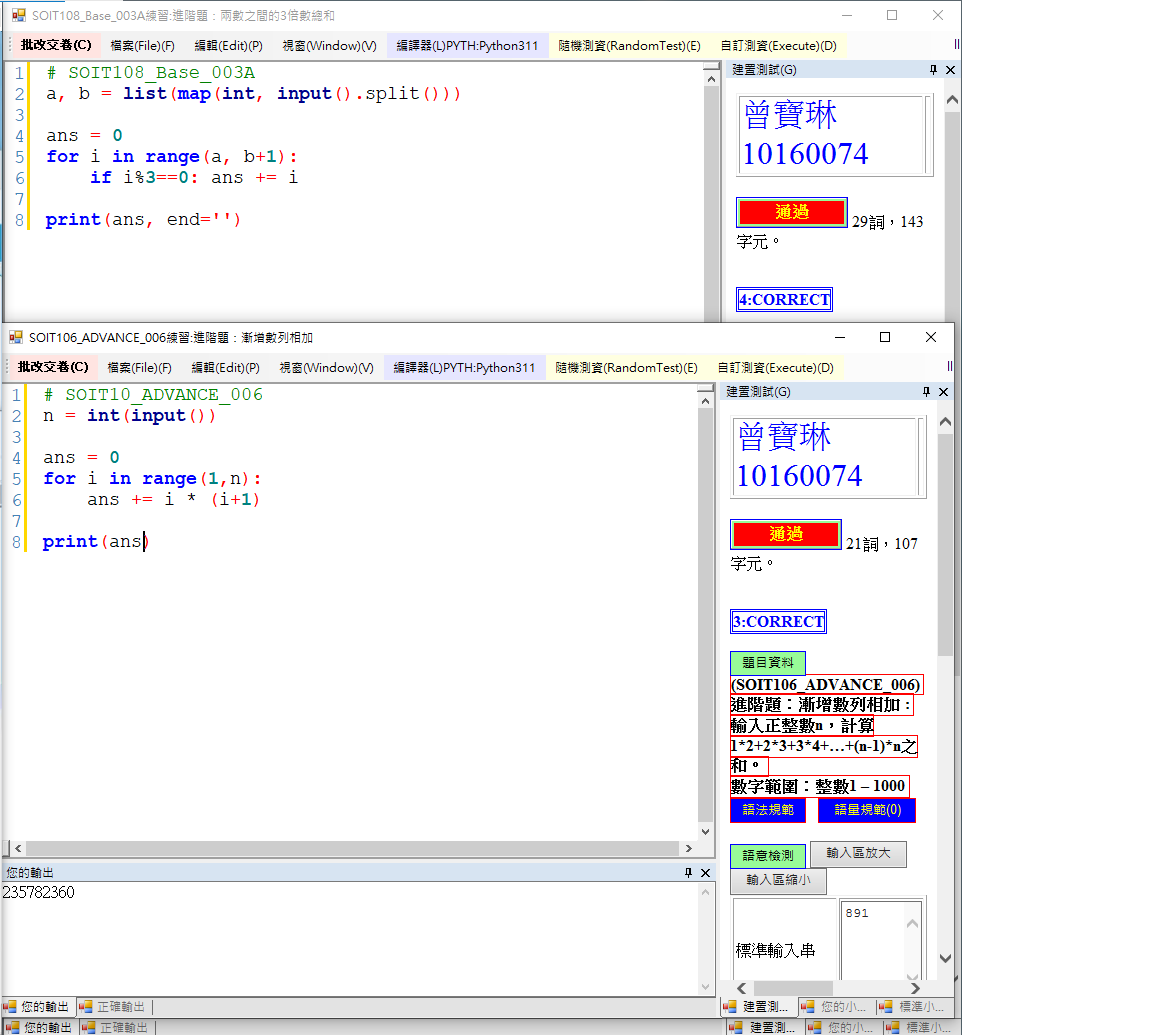 SOIT108_Base_003A練習:進階題：兩數之間的3倍數總和
批改交卷(C) 檔案(File)(F) 編輯(Edit)(P) 視窗(Window)(V) 編譯器(L)PYTH:Python311 隨機測資(RandomTest)(E) 自訂測資(Execute)(D)
1 # SOIT108_Base_003A
2 a, b = list(map(int, input().split()))
3
4 ans = 0
5 for i in range(a, b+1):
6     if i%3==0: ans += i
7
8 print(ans, end='')
建置測試(G)
曾寶琳
10160074
通過 29詞，143
字元。
4:CORRECT
SOIT106_ADVANCE_006練習:進階題：漸增數列相加
批改交卷(C) 檔案(File)(F) 編輯(Edit)(P) 視窗(Window)(V) 編譯器(L)PYTH:Python311 隨機測資(RandomTest)(E) 自訂測資(Execute)(D)
1 # SOIT10_ADVANCE_006
2 n = int(input())
3
4 ans = 0
5 for i in range(1,n):
6     ans += i * (i+1)
7
8 print(ans)
建置測試(G)
曾寶琳
10160074
通過 21詞，107
字元。
3:CORRECT
題目資料
(SOIT106_ADVANCE_006)
進階題：漸增數列相加：
輸入正整數n，計算
1*2+2*3+3*4+…+(n-1)*n之
和。
數字範圍：整數1 – 1000
語法規範 語量規範(0)
語意檢測 輸入區放大
輸入區縮小
標準輸入串 891
您的輸出
235782360
您的輸出 正確輸出 建置測... 您的小... 標準小...
您的輸出 正確輸出 建置測... 您的小... 標準小...